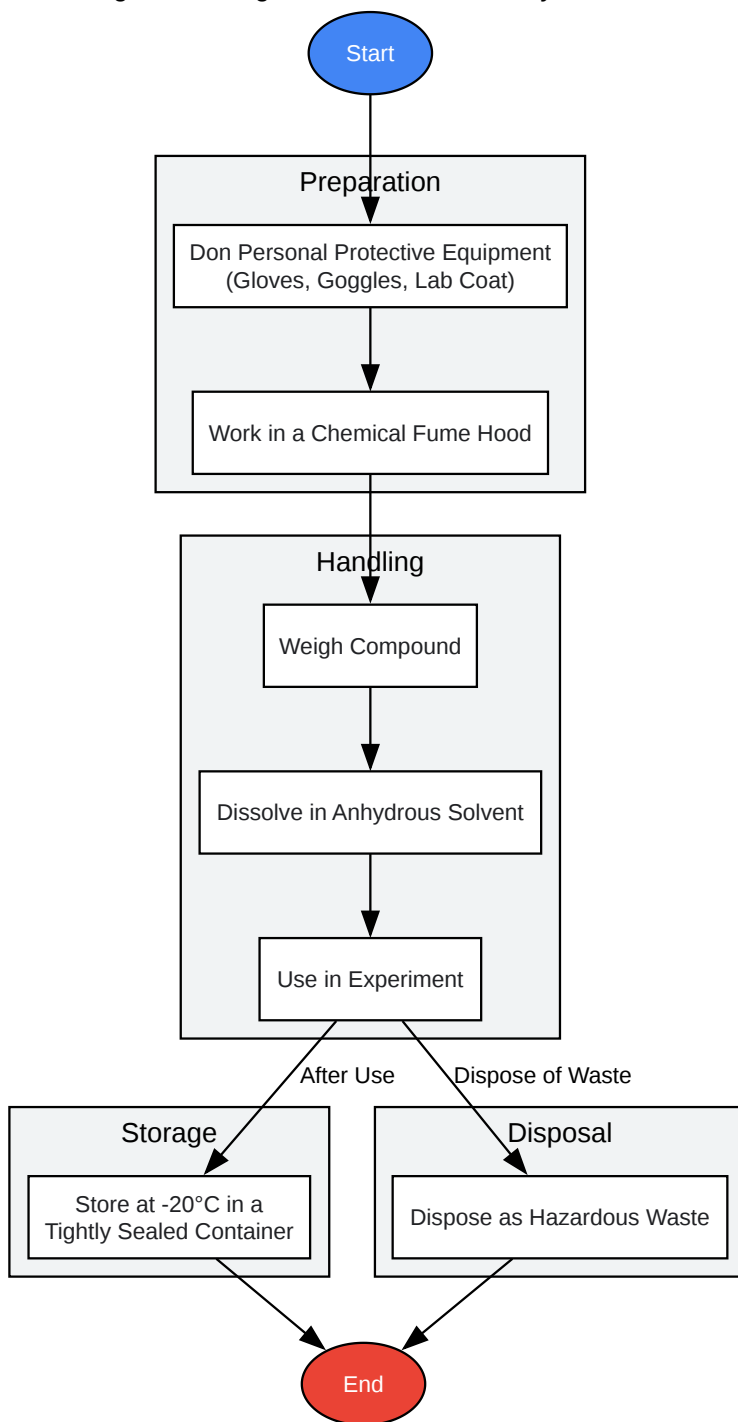 Start
Preparation
Don Personal Protective Equipment
(Gloves, Goggles, Lab Coat)
Work in a Chemical Fume Hood
Handling
Weigh Compound
Dissolve in Anhydrous Solvent
Use in Experiment
After Use
Dispose of Waste
Storage
Disposal
Store at -20°C in a
Tightly Sealed Container
Dispose as Hazardous Waste
End